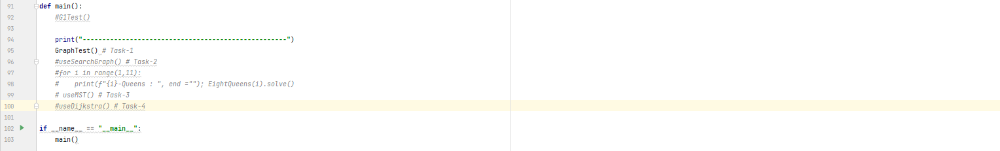 91 def main():
92 #G1Test()
93
94 print("----------------------------------------------------")
95 GraphTest() # Task-1
96 #useSearchGraph() # Task-2
97 #for i in range(1,11):
98 #    print(f"{i}-Queens : ", end =""); EightQueens(i).solve()
99 # useMST() # Task-3
100 #useDijkstra() # Task-4
101
102 if __name__ == "__main__":
103 main()